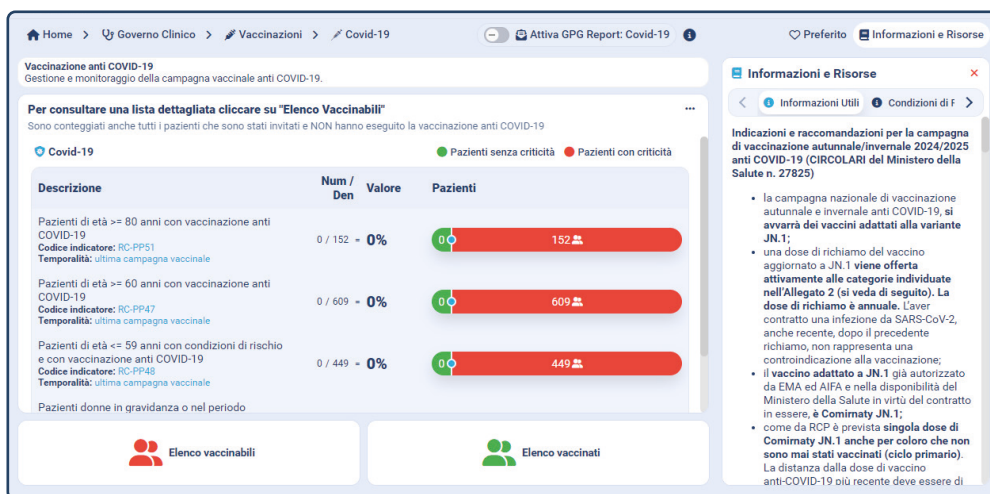 Home > Governo Clinico > Vaccinazioni > Covid-19
Attiva GPG Report: Covid-19
Preferito
Informazioni e Risorse
Vaccinazione anti COVID-19
Gestione e monitoraggio della campagna vaccinale anti COVID-19.
Per consultare una lista dettagliata cliccare su "Elenco Vaccinabili"
Sono conteggiati anche tutti i pazienti che sono stati invitati e NON hanno eseguito la vaccinazione anti COVID-19
Covid-19
Pazienti senza criticità
Pazienti con criticità
Descrizione
Num / Den
Valore
Pazienti
Pazienti di età >= 80 anni con vaccinazione anti
COVID-19
Codice indicatore: RC-PP51
Temporalità: ultima campagna vaccinale
0 / 152 = 0%
0
152
Pazienti di età >= 60 anni con vaccinazione anti
COVID-19
Codice indicatore: RC-PP47
Temporalità: ultima campagna vaccinale
0 / 609 = 0%
0
609
Pazienti di età <= 59 anni con condizioni di rischio
e con vaccinazione anti COVID-19
Codice indicatore: RC-PP48
Temporalità: ultima campagna vaccinale
0 / 449 = 0%
0
449
Pazienti donne in gravidanza o nel periodo
Elenco vaccinabili
Elenco vaccinati
Informazioni e Risorse
Informazioni Utili
Condizioni di F
Indicazioni e raccomandazioni per la campagna
di vaccinazione autunnale/invernale 2024/2025
anti COVID-19 (CIRCOLARI del Ministero della
Salute n. 27825)
• la campagna nazionale di vaccinazione
autunnale e invernale anti COVID-19, si
avvarrà dei vaccini adattati alla variante
JN.1;
• una dose di richiamo del vaccino
aggiornato a JN.1 viene offerta
attivamente alle categorie individuate
nell'Allegato 2 (si veda di seguito). La
dose di richiamo è annuale. L'aver
contratto una infezione da SARS-CoV-2,
anche recente, dopo il precedente
richiamo, non rappresenta una
controindicazione alla vaccinazione;
• il vaccino adattato a JN.1 già autorizzato
da EMA ed AIFA e nella disponibilità del
Ministero della Salute in virtù del contratto
in essere, è Comirnaty JN.1;
• come da RCP è prevista singola dose di
Comirnaty JN.1 anche per coloro che non
sono mai stati vaccinati (ciclo primario).
La distanza dalla dose di vaccino
anti-COVID-19 più recente deve essere di